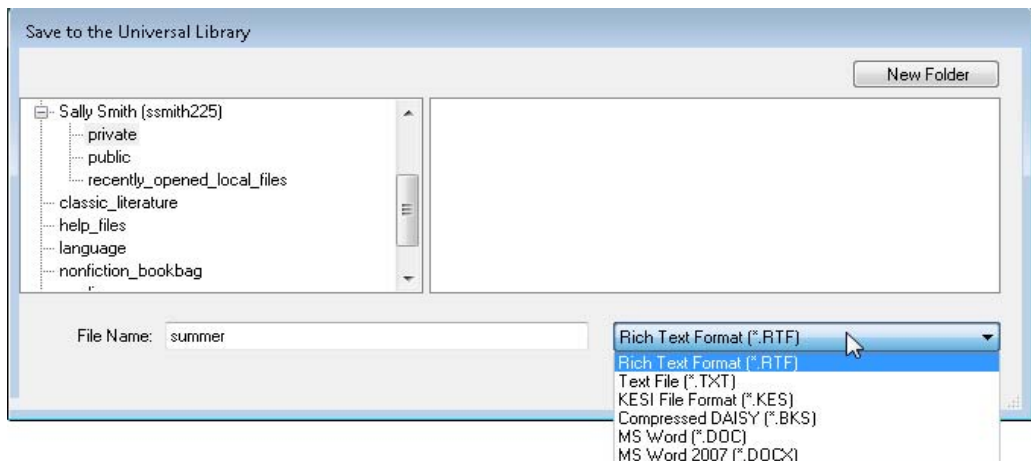 Save to the Universal Library
New Folder
Sally Smith (ssmith225)
private
public
recently_opened_local_files
classic_literature
help_files
language
nonfiction_bookbag
File Name: summer
Rich Text Format (*.RTF)
Rich Text Format (*.RTF)
Text File (*.TXT)
KESI File Format (*.KES)
Compressed DAISY (*.BKS)
MS Word (*.DOC)
MS Word 2007 (*.DOCX)